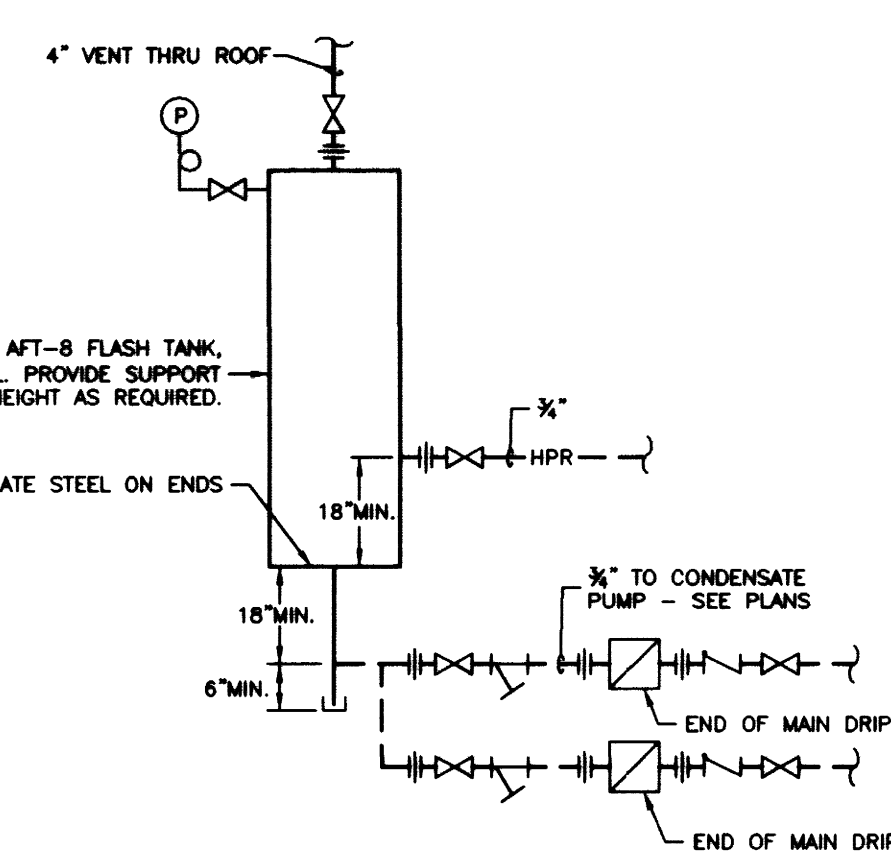 4" VENT THRU ROOF
P
AFT-8 FLASH TANK,
PROVIDE SUPPORT
HEIGHT AS REQUIRED.
¾"
HPR
STEEL ON ENDS
18"MIN.
18"MIN.
¾" TO CONDENSATE
PUMP - SEE PLANS
6"MIN.
END OF MAIN DRIP
END OF MAIN DRIP